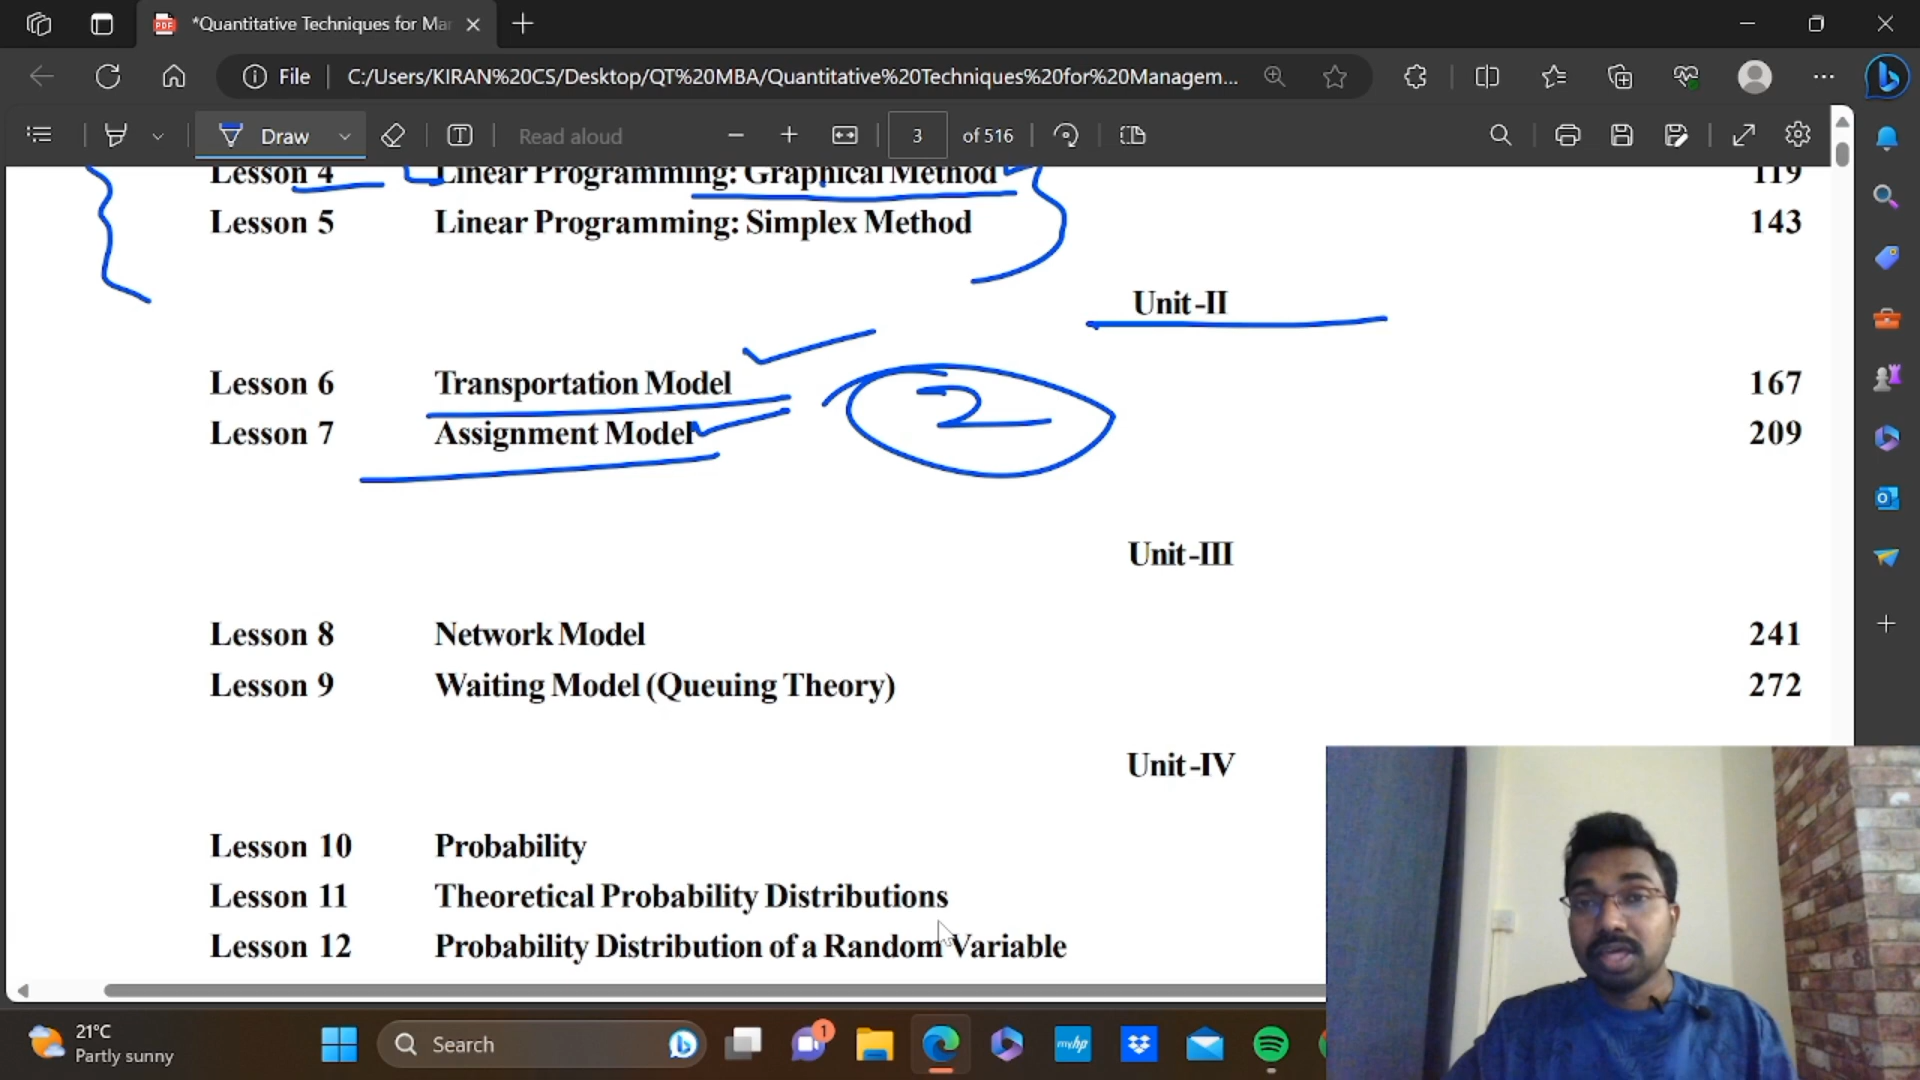 *Quantitative Techniques for Mar
File
C:/Users/KIRAN%20CS/Desktop/QT%20MBA/Quantitative%20Techniques%20for%20Managem...
Draw
Read aloud
3
of 516
Lesson 4 Linear Programming: Graphical Method 119
Lesson 5 Linear Programming: Simplex Method 143
Unit-II
Lesson 6 Transportation Model 167
2
Lesson 7 Assignment Model 209
Unit-III
Lesson 8 Network Model 241
Lesson 9 Waiting Model (Queuing Theory) 272
Unit-IV
Lesson 10 Probability
Lesson 11 Theoretical Probability Distributions
Lesson 12 Probability Distribution of a Random Variable
21°C
Partly sunny
Search
1
myhp